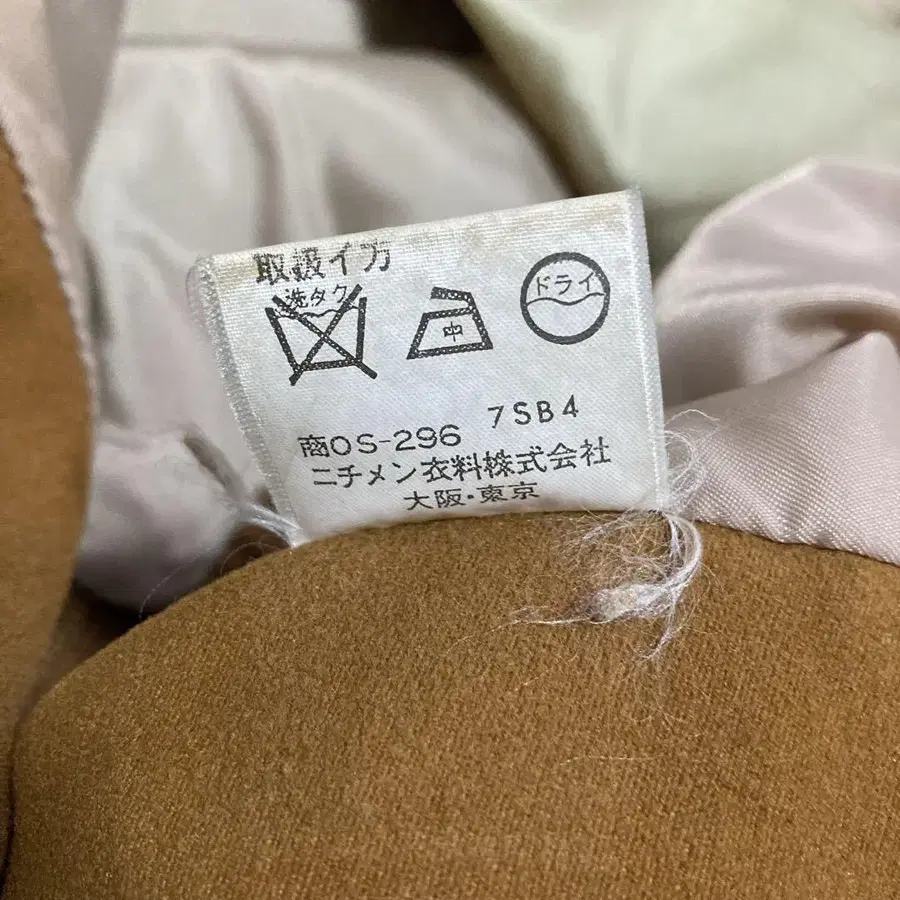 取扱イ方
洗タク 中 ドライ
7SB4
商OS-296
ニチメン衣料株式会社
大阪・東京